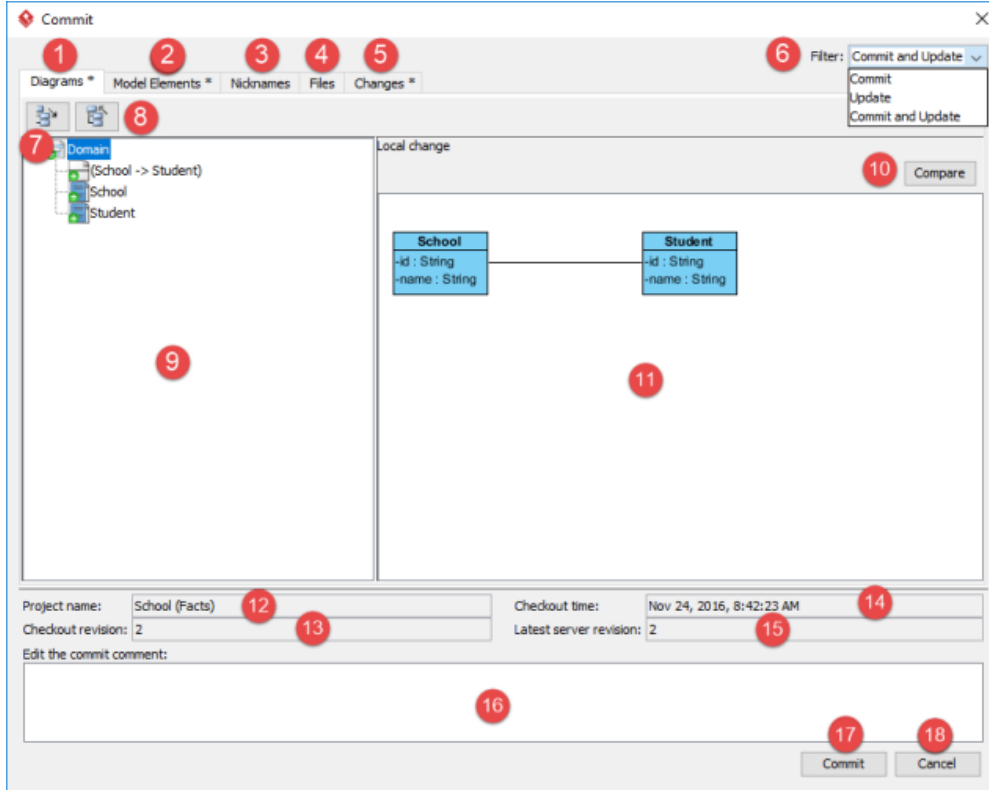 Commit
1 2 3 4 5 6 Filter: Commit and Update
Diagrams * Model Elements * Nicknames Files Changes *
Commit
Update
Commit and Update
8
7 Domain Local change
(School -> Student) 10 Compare
School
Student
School Student
-id : String -id : String
-name : String -name : String
9
11
Project name: School (Facts) 12 Checkout time: Nov 24, 2016, 8:42:23 AM 14
Checkout revision: 2 13 Latest server revision: 2 15
Edit the commit comment:
16
17 18
Commit Cancel